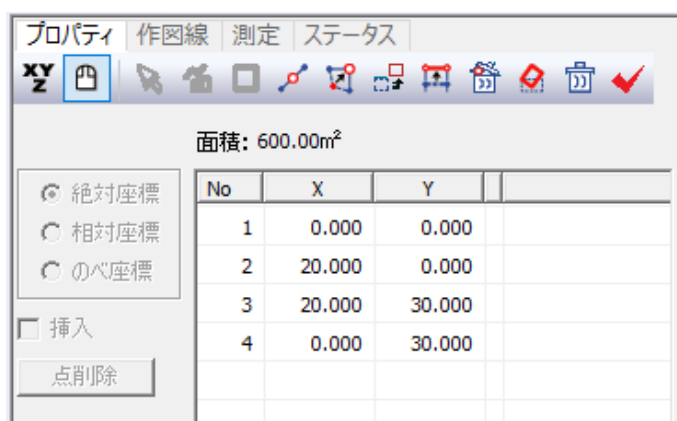 プロパティ 作図線 測定 ステータス
XY
Z
面積: 600.00m²
絶対座標
相対座標
のべ座標
挿入
点削除
No X Y
1 0.000 0.000
2 20.000 0.000
3 20.000 30.000
4 0.000 30.000